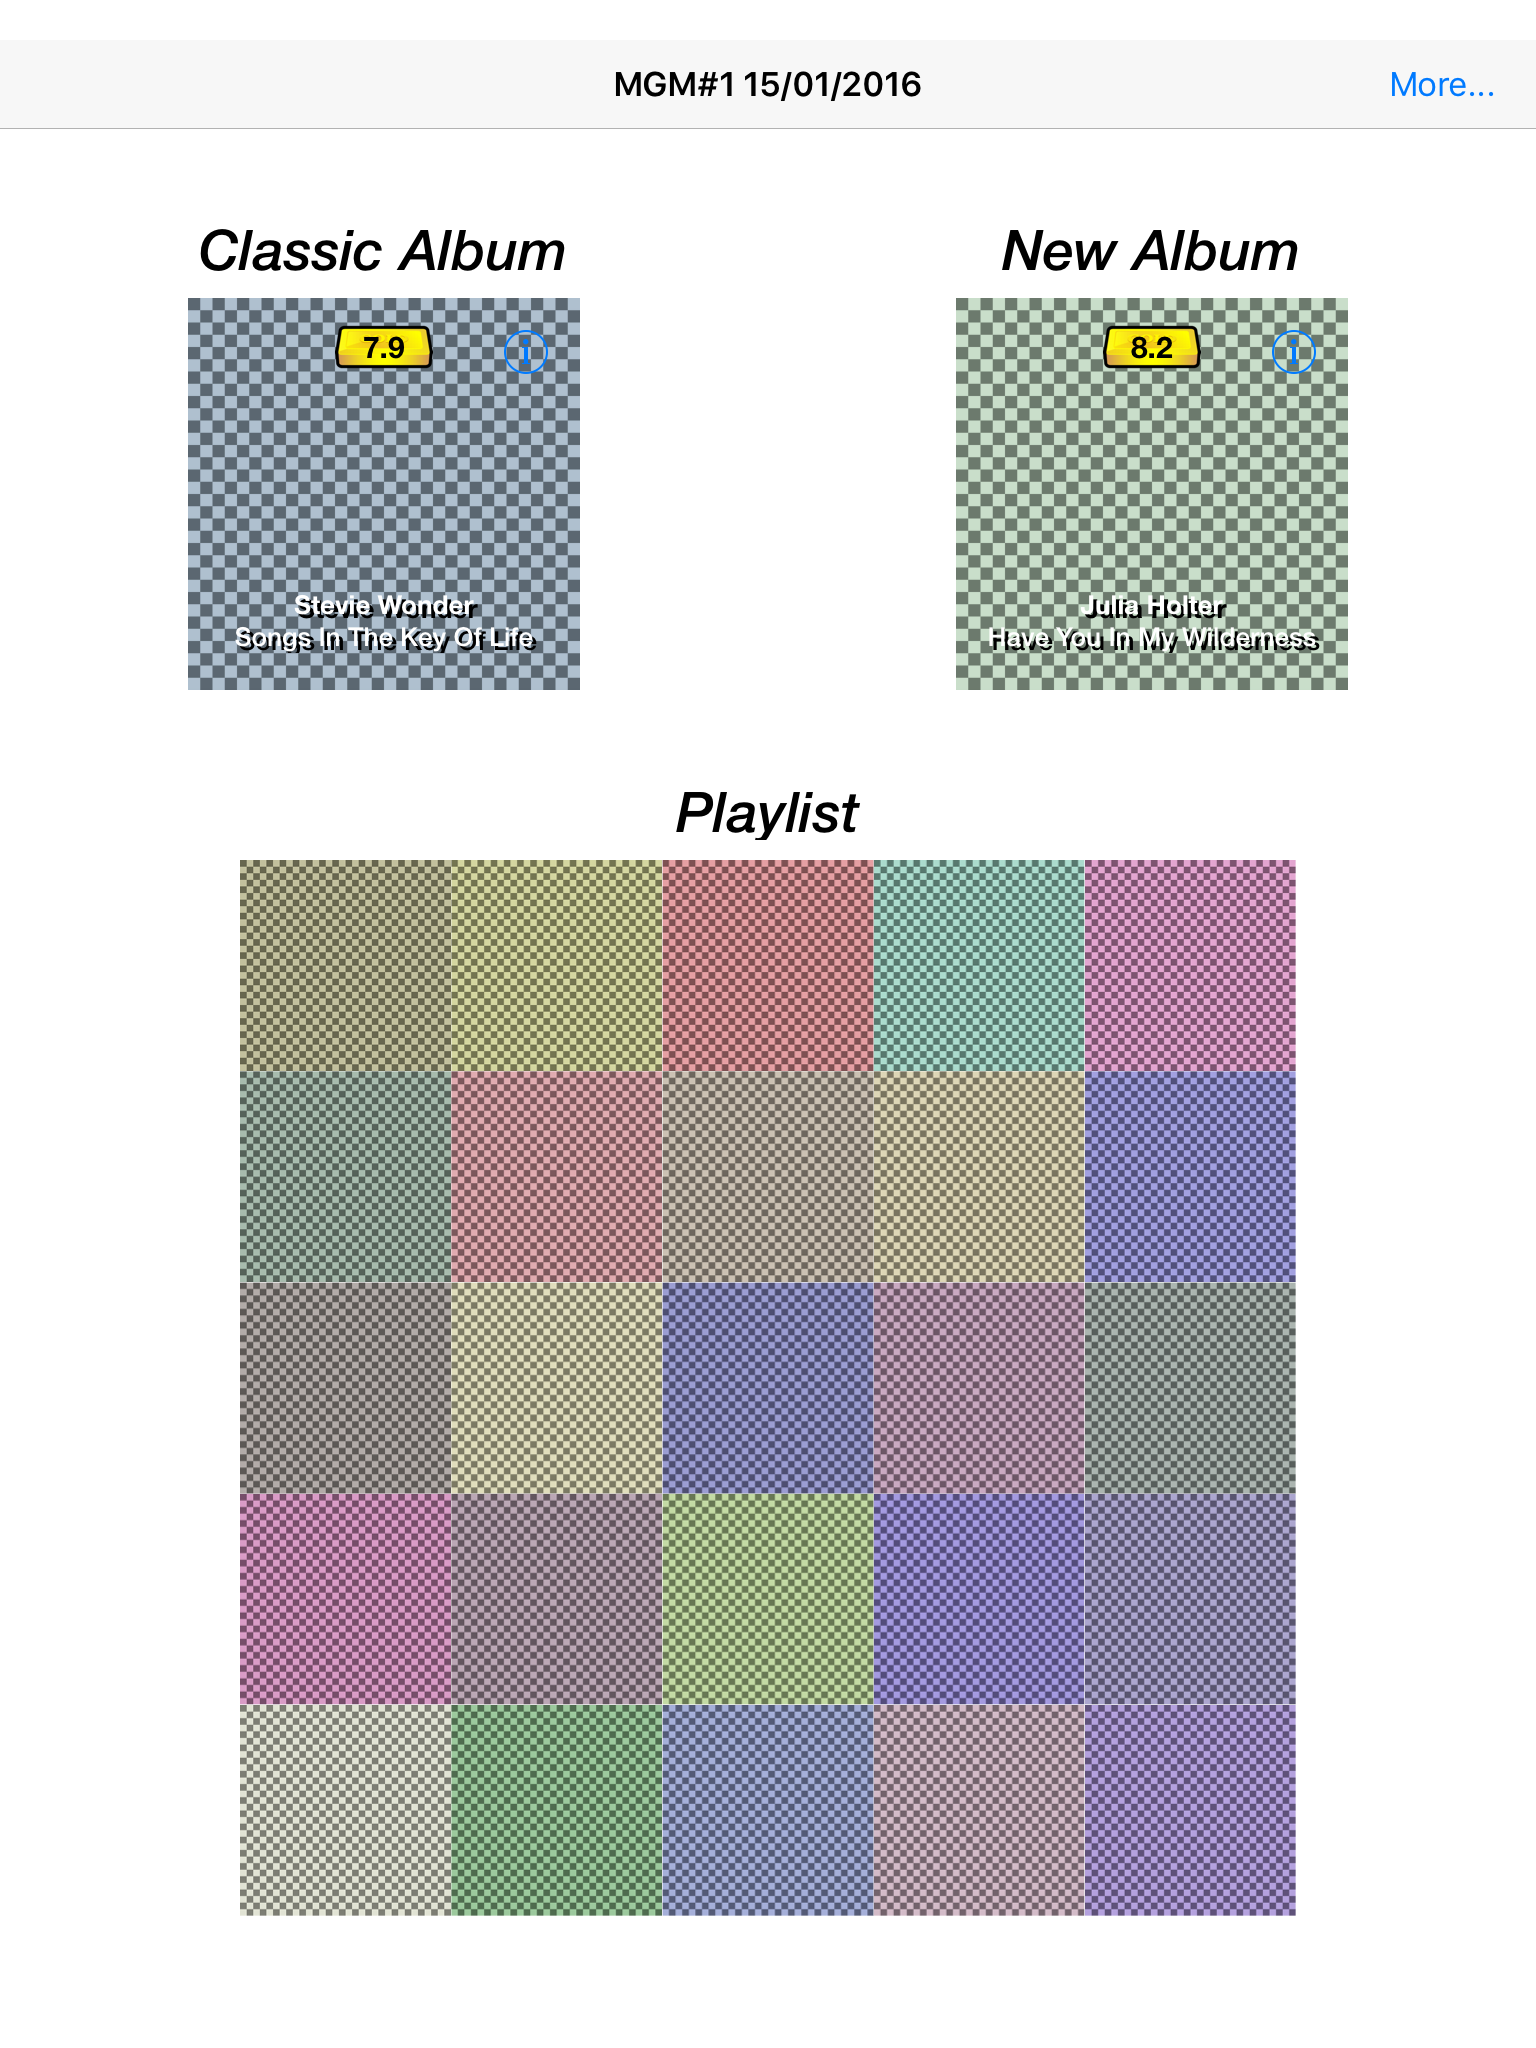 MGM#1 15/01/2016
More...
Classic Album
New Album
7.9
8.2
Stevie Wonder
Songs In The Key Of Life
Julia Holter
Have You In My Wilderness
Playlist